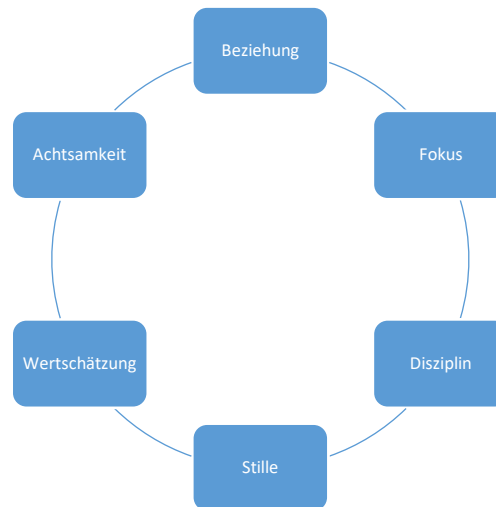 Beziehung
Fokus
Disziplin
Stille
Wertschätzung
Achtsamkeit